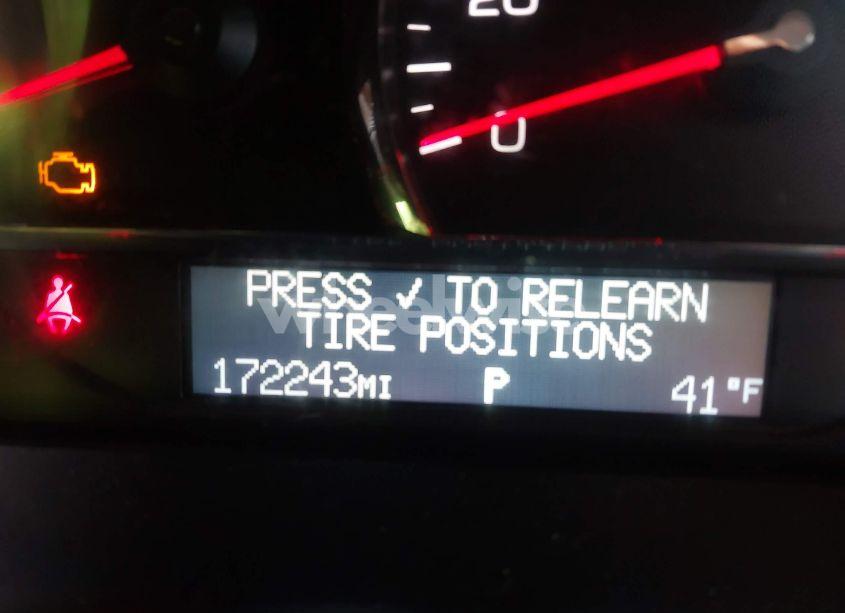 20
0
PRESS ✓ TO RELEARN
TIRE POSITIONS
172243MI P 41°F